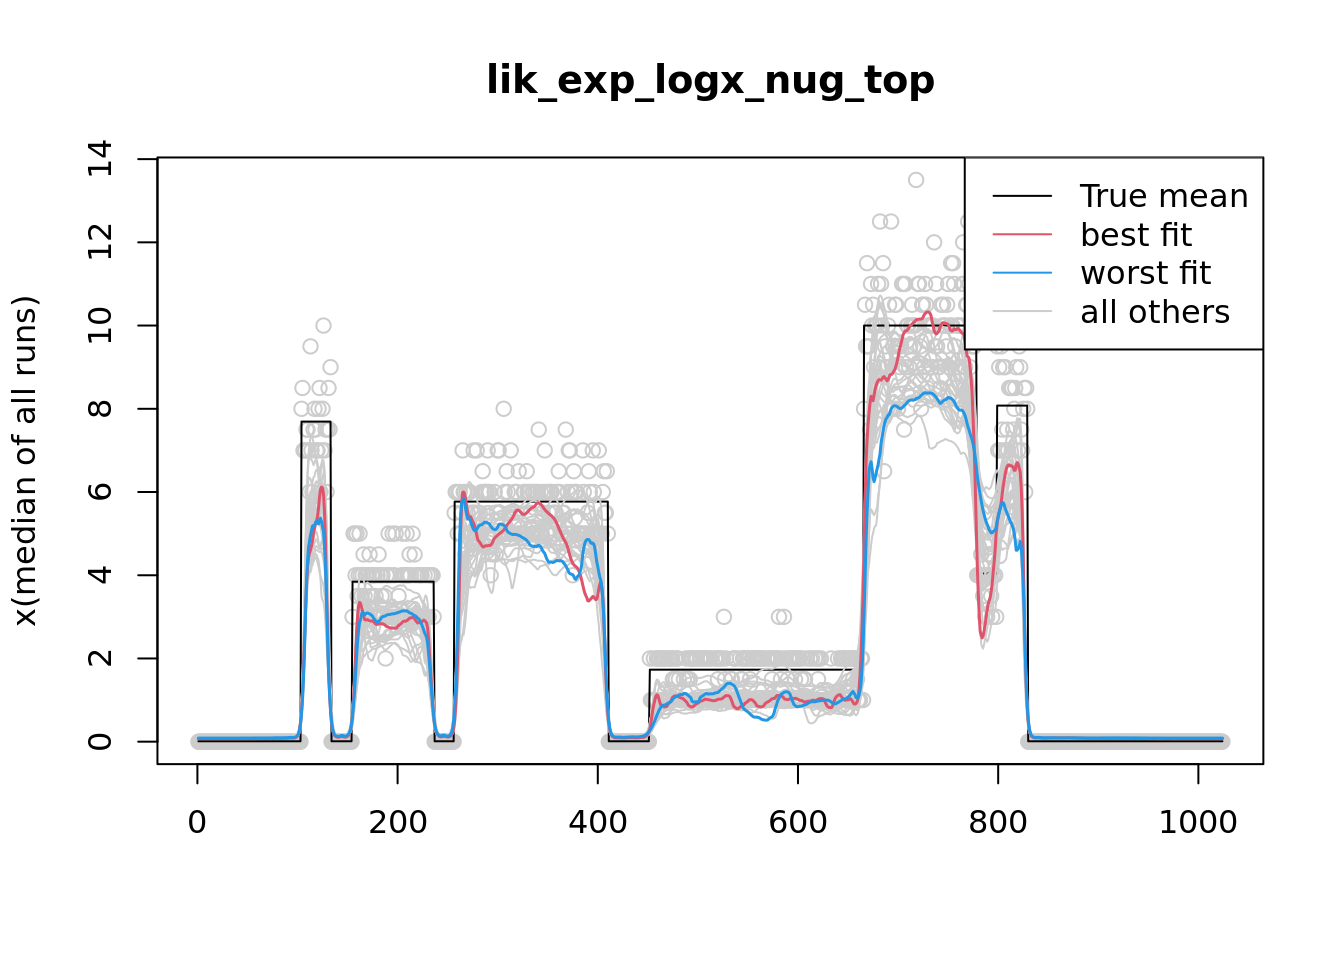 lik_exp_logx_nug_top
x(median of all runs)
14
12
10
8
6
4
2
0
True mean
best fit
worst fit
all others
0 200 400 600 800 1000